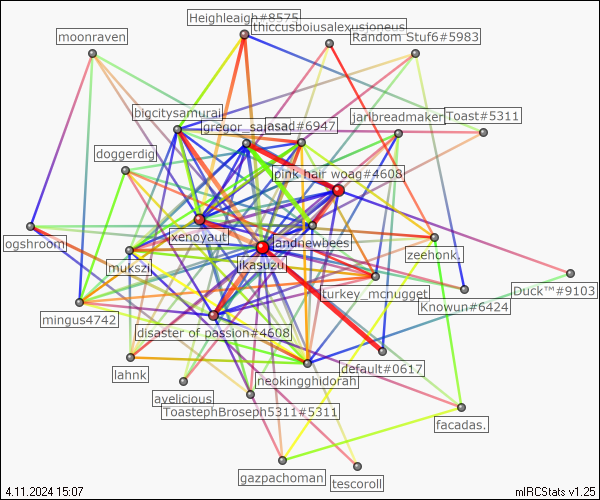 Heighleaigh#8575
thiccusboiusalexusioneus
moonraven
Random Stuf6#5983
bigcitysamurai
jarlbreadmaker
Toast#5311
asad#6947
doggerdig
pink hair woag#4608
ogshroom
xenoyaut
andnewbees
zeehonk.
mukszi
ikasuzu
turkey_mcnugget
Duck™#9103
Knowun#6424
mingus4742
disaster of passion#4608
lahnk
default#0617
neokingghidorah
avelicious
ToastephBroseph5311#5311
facadas.
gazpachoman
tescoroll
4.11.2024 15:07
mIRCStats v1.25